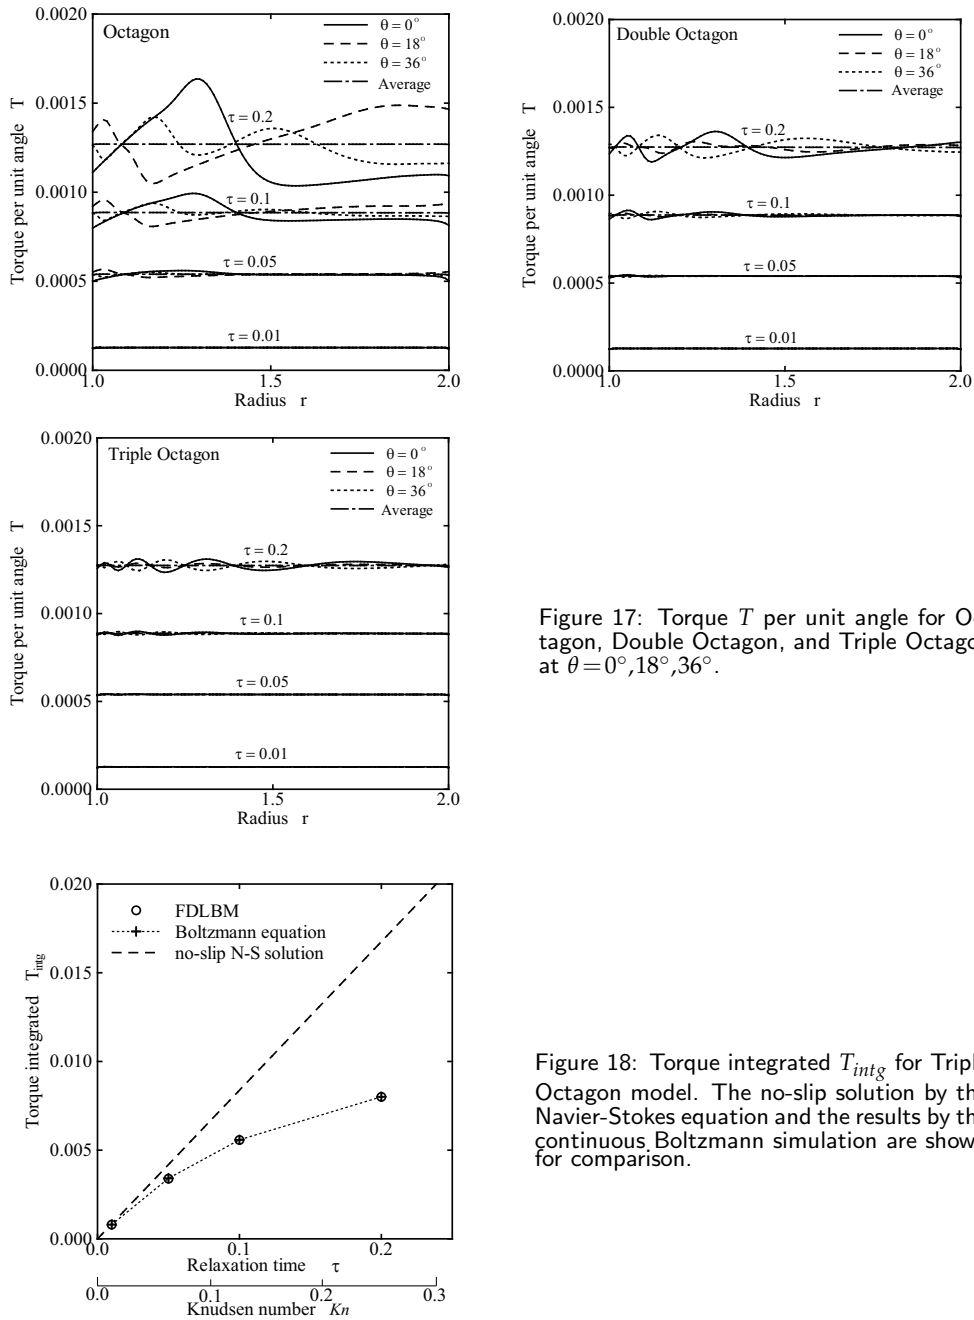 Octagon
θ = 0°
θ = 18°
θ = 36°
Average
0.0020
0.0015
0.0010
0.0005
0.0000
Torque per unit angle T
τ = 0.2
τ = 0.1
τ = 0.05
τ = 0.01
1.0
1.5
2.0
Radius r
Double Octagon
θ = 0°
θ = 18°
θ = 36°
Average
0.0020
0.0015
0.0010
0.0005
0.0000
Torque per unit angle T
τ = 0.2
τ = 0.1
τ = 0.05
τ = 0.01
1.0
1.5
2.0
Radius r
Triple Octagon
θ = 0°
θ = 18°
θ = 36°
Average
0.0020
0.0015
0.0010
0.0005
0.0000
Torque per unit angle T
τ = 0.2
τ = 0.1
τ = 0.05
τ = 0.01
1.0
1.5
2.0
Radius r
Figure 17: Torque T per unit angle for Oc
tagon, Double Octagon, and Triple Octago
at θ=0°,18°,36°.
FDLBM
Boltzmann equation
no-slip N-S solution
0.020
0.015
0.010
0.005
0.000
Torque integrated T_intg
0.0
0.1
0.2
Relaxation time τ
0.0
0.1
0.2
0.3
Knudsen number Kn
Figure 18: Torque integrated T_intg for Tripl
Octagon model. The no-slip solution by th
Navier-Stokes equation and the results by th
continuous Boltzmann simulation are show
for comparison.